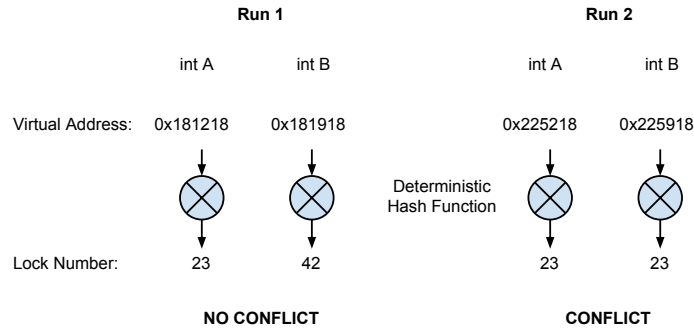 Run 1 Run 2
int A int B int A int B
Virtual Address: 0x181218 0x181918 0x225218 0x225918
Deterministic
Hash Function
Lock Number: 23 42 23 23
NO CONFLICT CONFLICT